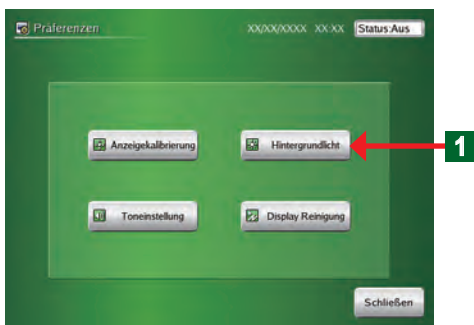 Präferenzen XX/XX/XXXX XX:XX Status:Aus
Anzeigekalibrierung Hintergrundlicht 1
Toneinstellung Display Reinigung
Schließen